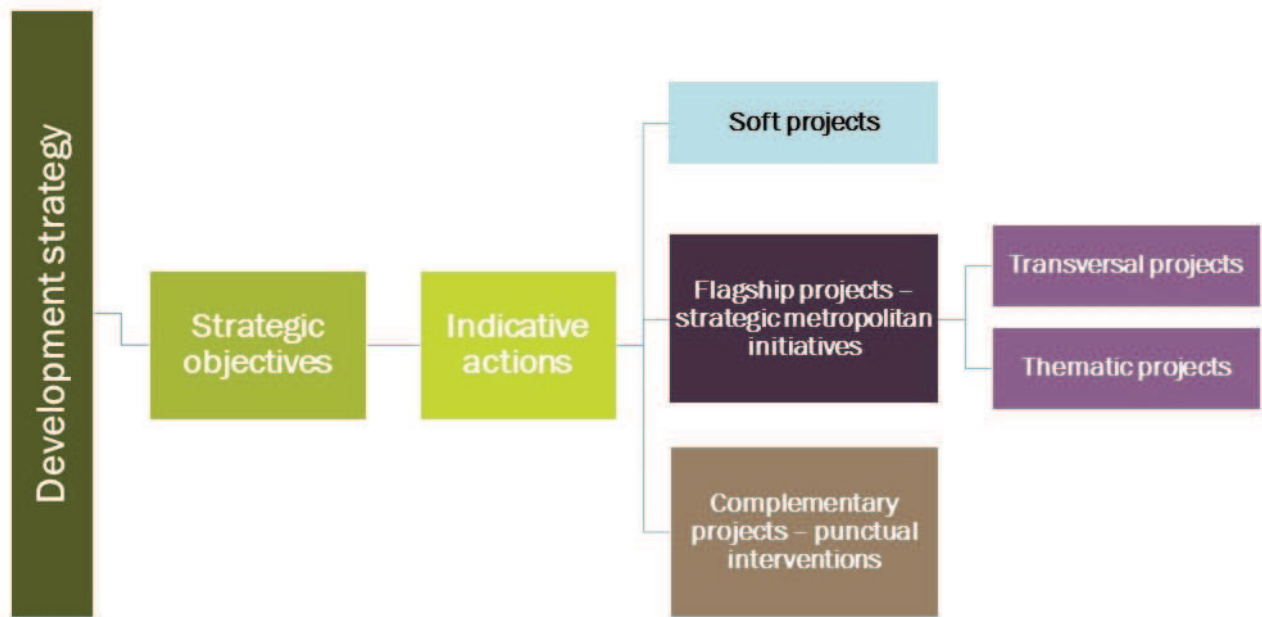 Development strategy
Strategic
objectives
Indicative
actions
Soft projects
Flagship projects –
strategic metropolitan
initiatives
Complementary
projects – punctual
interventions
Transversal projects
Thematic projects